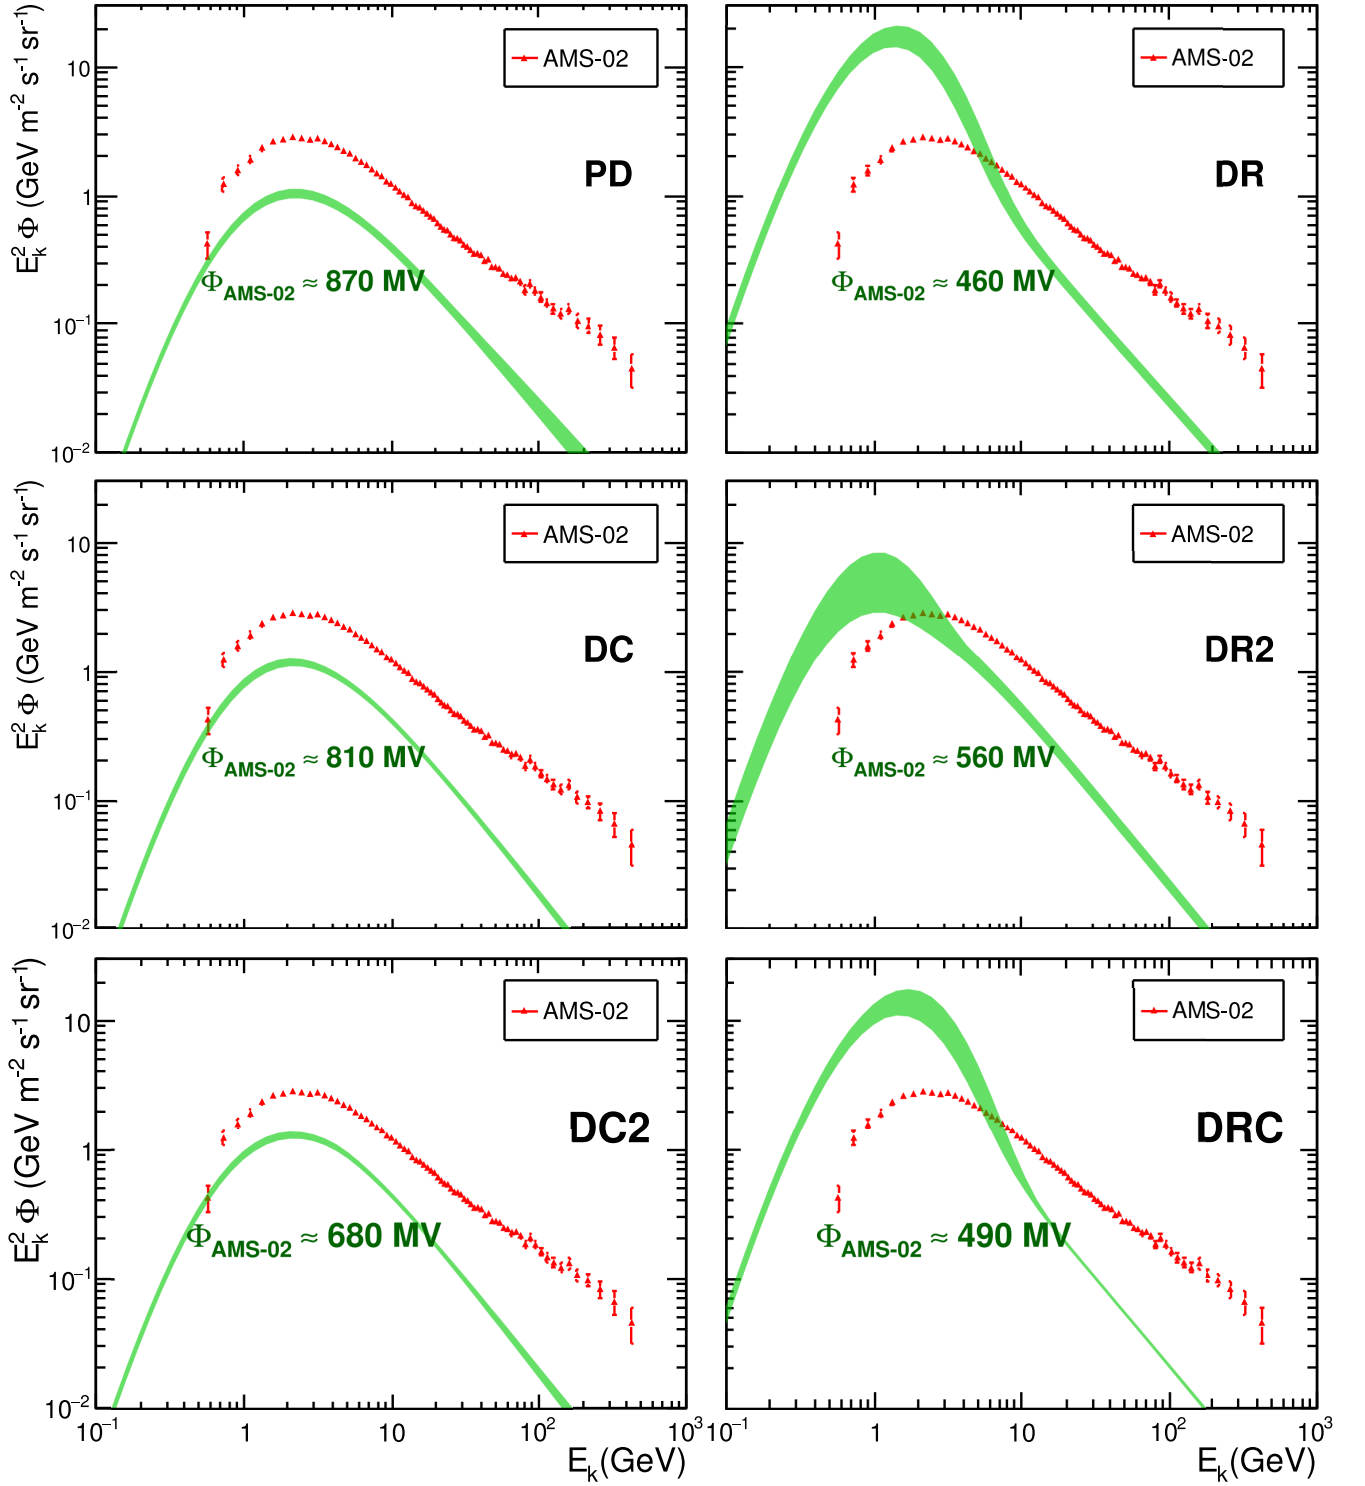 E_k^2 Φ (GeV m^-2 s^-1 sr^-1)
10
1
10^-1
10^-2
AMS-02
PD
Φ_AMS-02 ≈ 870 MV
AMS-02
DR
Φ_AMS-02 ≈ 460 MV
E_k^2 Φ (GeV m^-2 s^-1 sr^-1)
10
1
10^-1
10^-2
AMS-02
DC
Φ_AMS-02 ≈ 810 MV
AMS-02
DR2
Φ_AMS-02 ≈ 560 MV
E_k^2 Φ (GeV m^-2 s^-1 sr^-1)
10
1
10^-1
10^-2
AMS-02
DC2
Φ_AMS-02 ≈ 680 MV
AMS-02
DRC
Φ_AMS-02 ≈ 490 MV
10^-1 1 10 10^2 10^3
E_k(GeV)
10^-1 1 10 10^2 10^3
E_k(GeV)